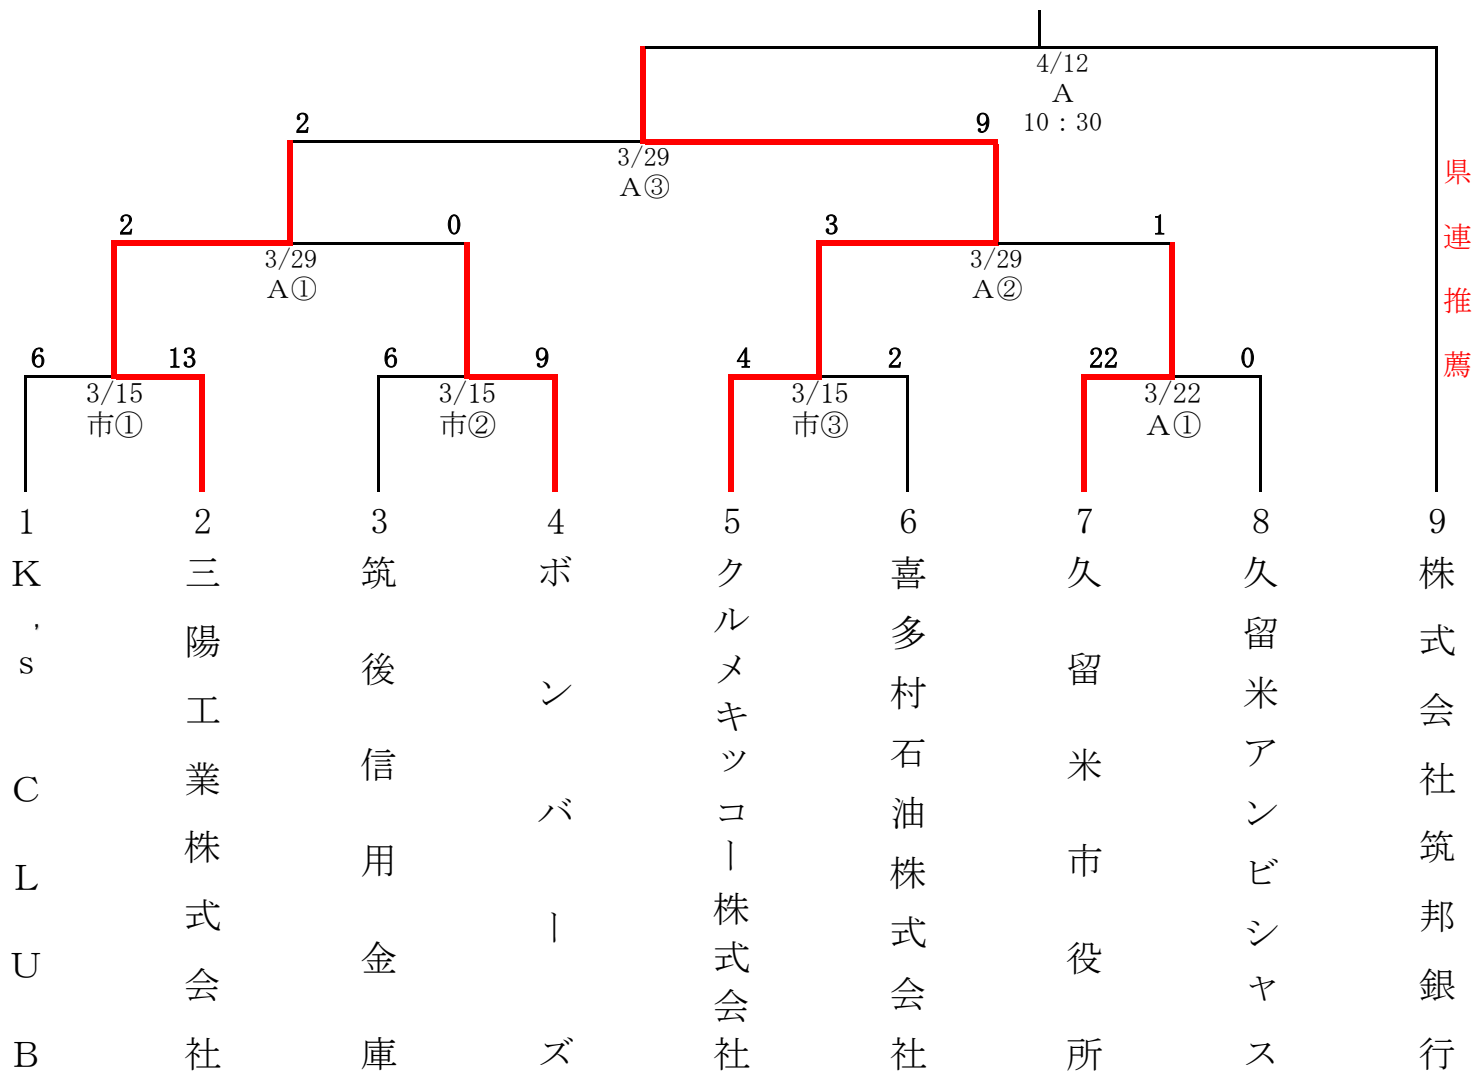 4/12
A
10：30
2
9
3/29
A③
県連推薦
2
0
3
1
3/29
A①
3/29
A②
6
13
6
9
4
2
22
0
3/15
市①
3/15
市②
3/15
市③
3/22
A①
1
2
3
4
5
6
7
8
9
K's CLUB
三陽工業株式会社
筑後信用金庫
ボンバーズ
クルメキッコー株式会社
喜多村石油株式会社
久留米市役所
久留米アンビシャス
株式会社筑邦銀行